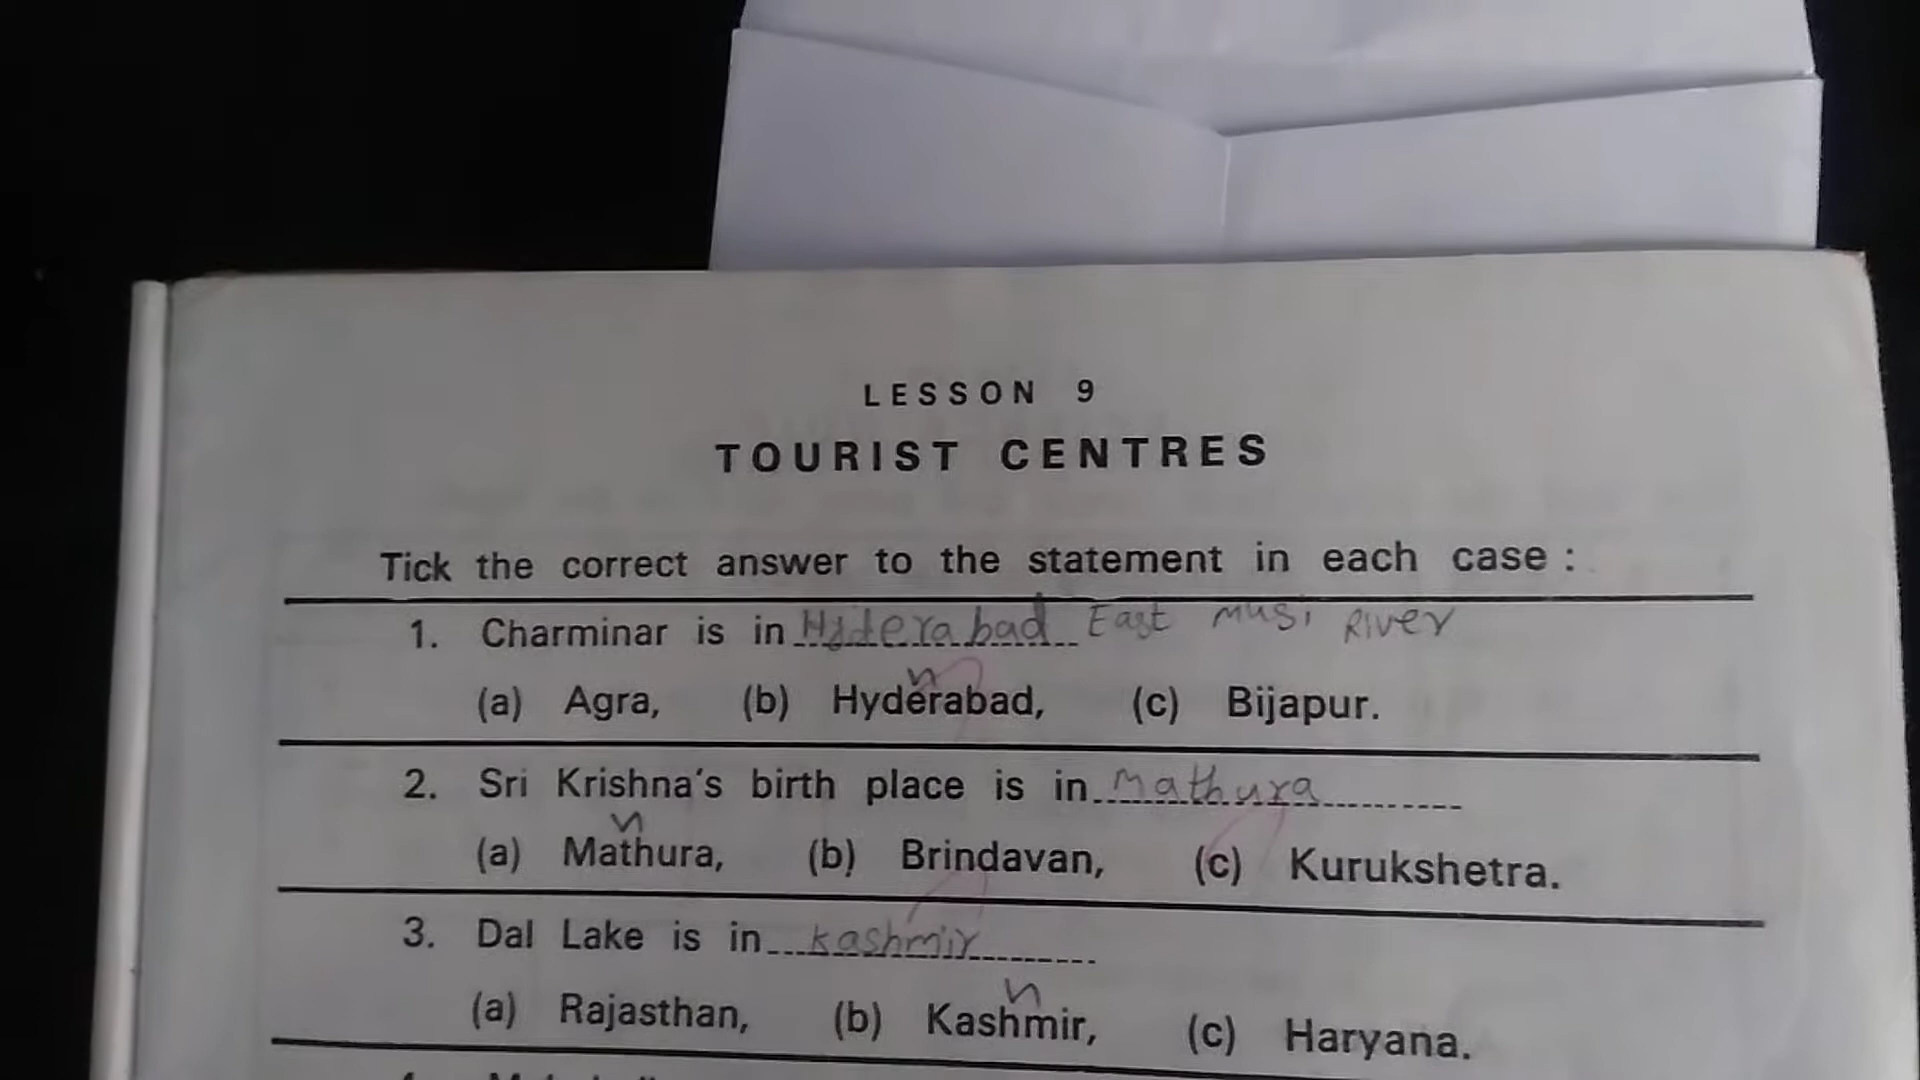 LESSON 9
TOURIST CENTRES
Tick the correct answer to the statement in each case :
1. Charminar is in Hyderabad East musi River
(a) Agra, (b) Hyderabad, (c) Bijapur.
2. Sri Krishna's birth place is in mathura
(a) Mathura, (b) Brindavan, (c) Kurukshetra.
3. Dal Lake is in kashmir
(a) Rajasthan, (b) Kashmir, (c) Haryana.